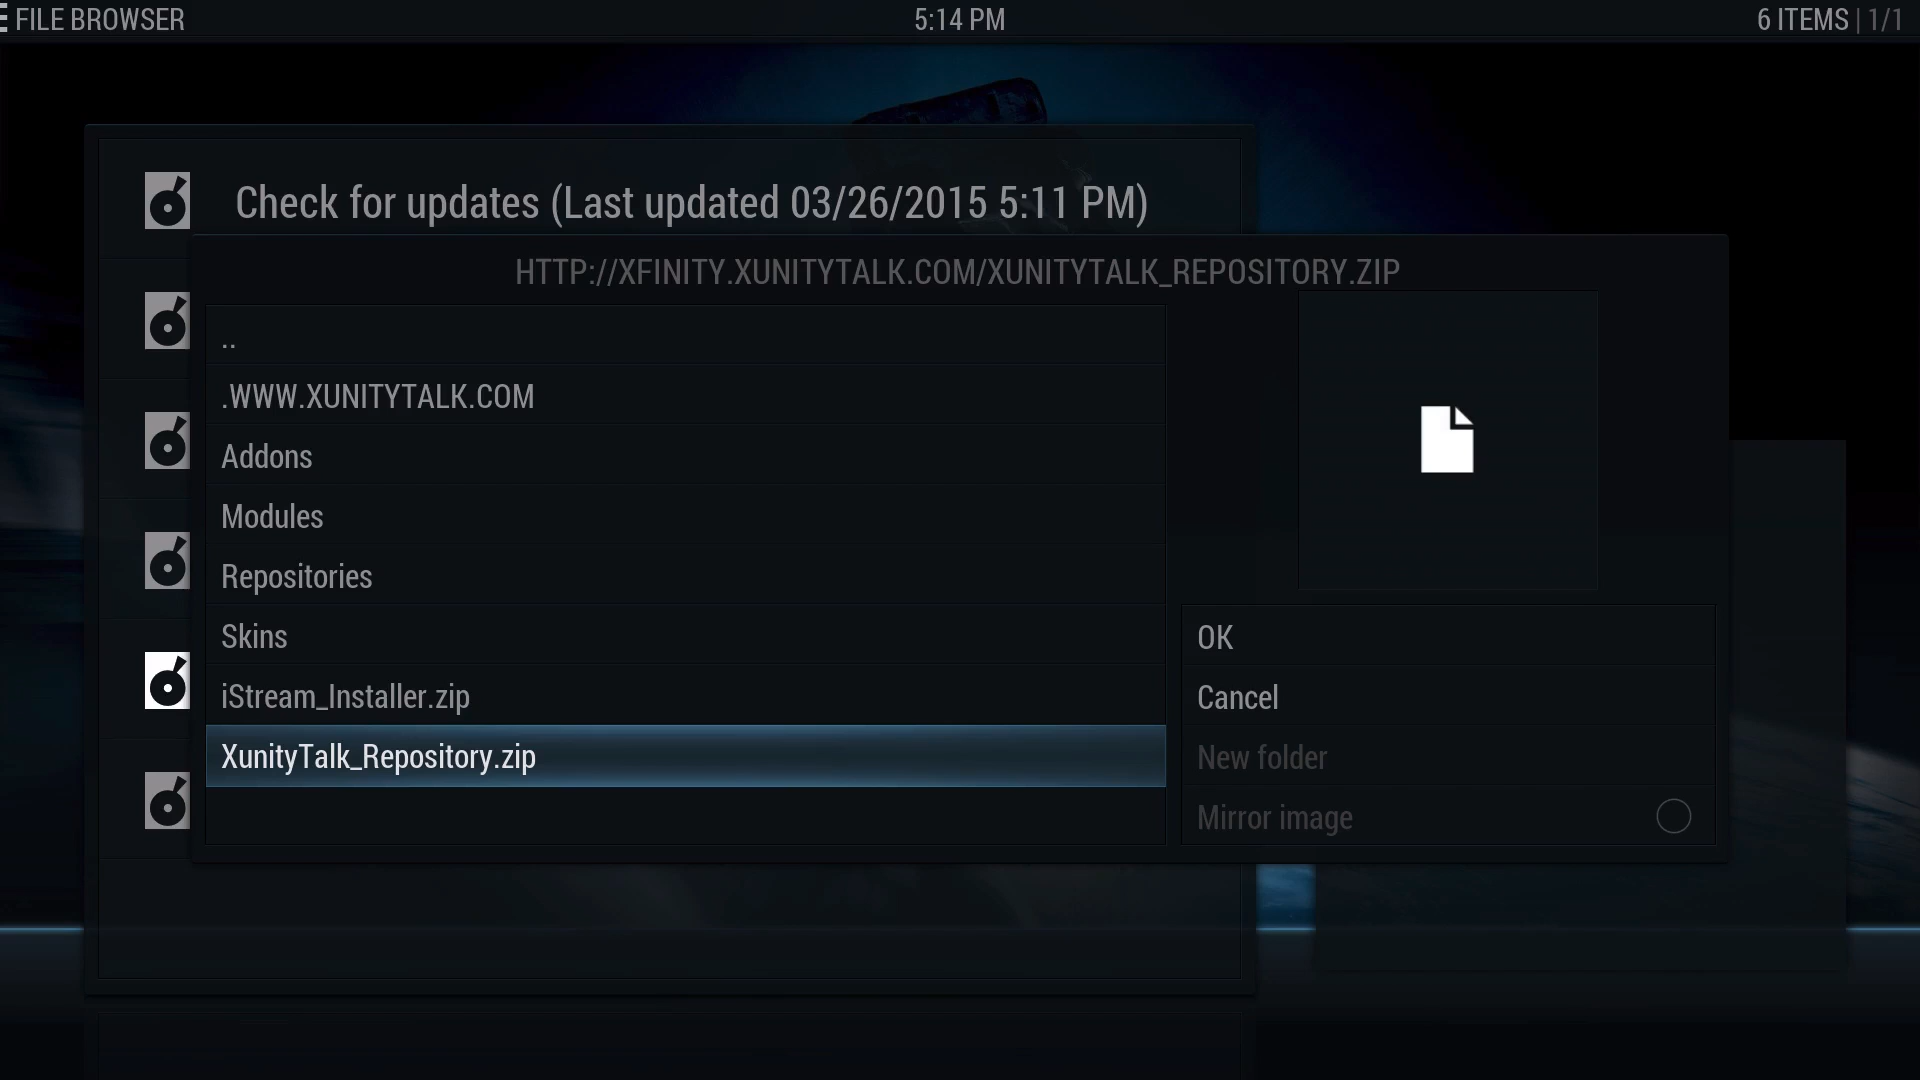 FILE BROWSER
5:14 PM
6 ITEMS | 1/1
Check for updates (Last updated 03/26/2015 5:11 PM)
HTTP://XFINITY.XUNITYTALK.COM/XUNITYTALK_REPOSITORY.ZIP
..
.WWW.XUNITYTALK.COM
Addons
Modules
Repositories
Skins
iStream_Installer.zip
XunityTalk_Repository.zip
OK
Cancel
New folder
Mirror image